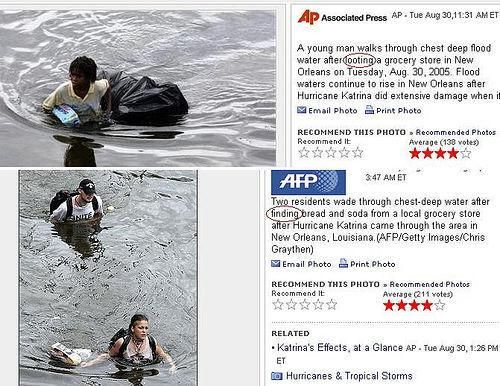 AP Associated Press AP - Tue Aug 30, 11:31 AM ET
A young man walks through chest deep flood
water after looting a grocery store in New
Orleans on Tuesday, Aug. 30, 2005. Flood
waters continue to rise in New Orleans after
Hurricane Katrina did extensive damage when it
Email Photo Print Photo
RECOMMEND THIS PHOTO » Recommended Photos
Recommend It:
Average (138 votes)
AFP
3:47 AM ET
Two residents wade through chest-deep water after
finding bread and soda from a local grocery store
after Hurricane Katrina came through the area in
New Orleans, Louisiana.(AFP/Getty Images/Chris
Graythen)
Email Photo Print Photo
RECOMMEND THIS PHOTO » Recommended Photos
Recommend It:
Average (211 votes)
RELATED
• Katrina's Effects, at a Glance AP - Tue Aug 30, 1:26 PM
ET
Hurricanes & Tropical Storms